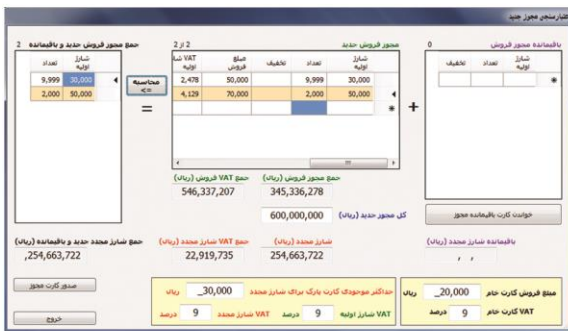 اعتبارسنجی مجوز جدید
باقیمانده مجوز فروش 0
شارژ اولیه تعداد تخفیف
مجوز فروش جدید 2 از 2
شارژ اولیه تعداد تخفیف مبلغ فروش VAT شا اولیه
30,000 9,999 50,000 2,478
50,000 2,000 70,000 4,129
جمع مجوز فروش جدید و باقیمانده 2
شارژ اولیه تعداد
30,000 9,999
50,000 2,000
+
محاسبه
<=
=
جمع مجوز فروش (ریال) جمع VAT فروش (ریال)
345,336,278 546,337,207
کل مجوز جدید (ریال) 600,000,000
خواندن کارت باقیمانده مجوز
باقیمانده شارژ مجدد (ریال)
, ,
شارژ مجدد (ریال) جمع VAT شارژ مجدد (ریال)
254,663,722 22,919,735
جمع شارژ مجدد جدید و باقیمانده (ریال)
,254,663,722
مبلغ فروش کارت خام _20,000 ریال
VAT کارت خام 9 درصد
حداکثر موجودی کارت پارک برای شارژ مجدد _30,000 ریال
VAT شارژ اولیه 9 درصد VAT شارژ مجدد 9 درصد
صدور کارت مجوز
خروج